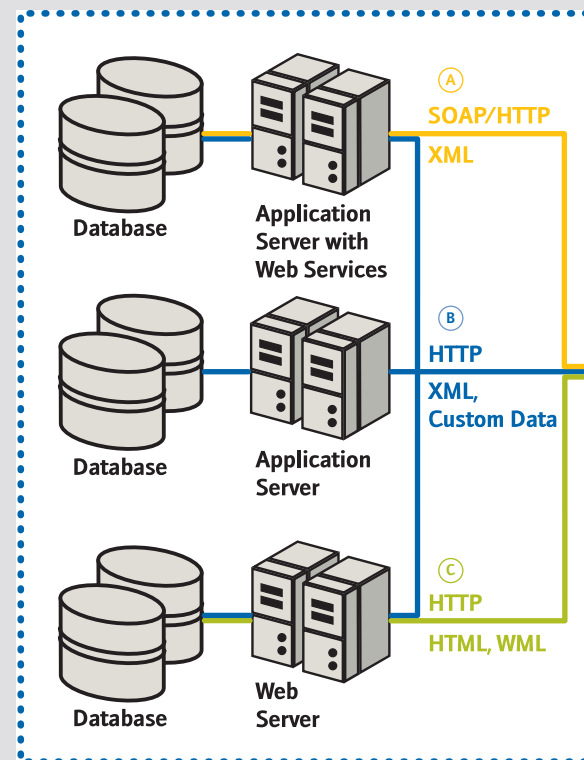 A
SOAP/HTTP
XML
Database
Application
Server with
Web Services
B
HTTP
XML,
Custom Data
Database
Application
Server
C
HTTP
HTML, WML
Database
Web
Server